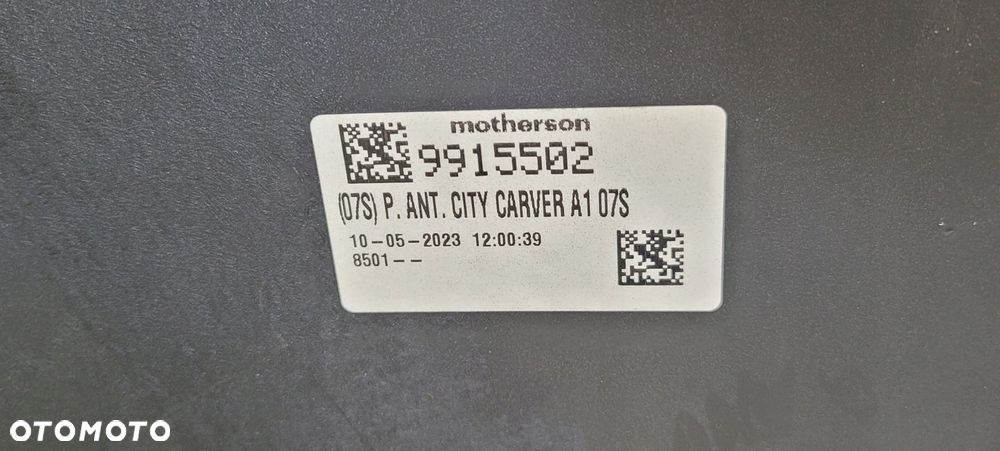 motherson
9915502
(07S) P. ANT. CITY CARVER A1 07S
10-05-2023 12:00:39
8501--
OTOMOTO